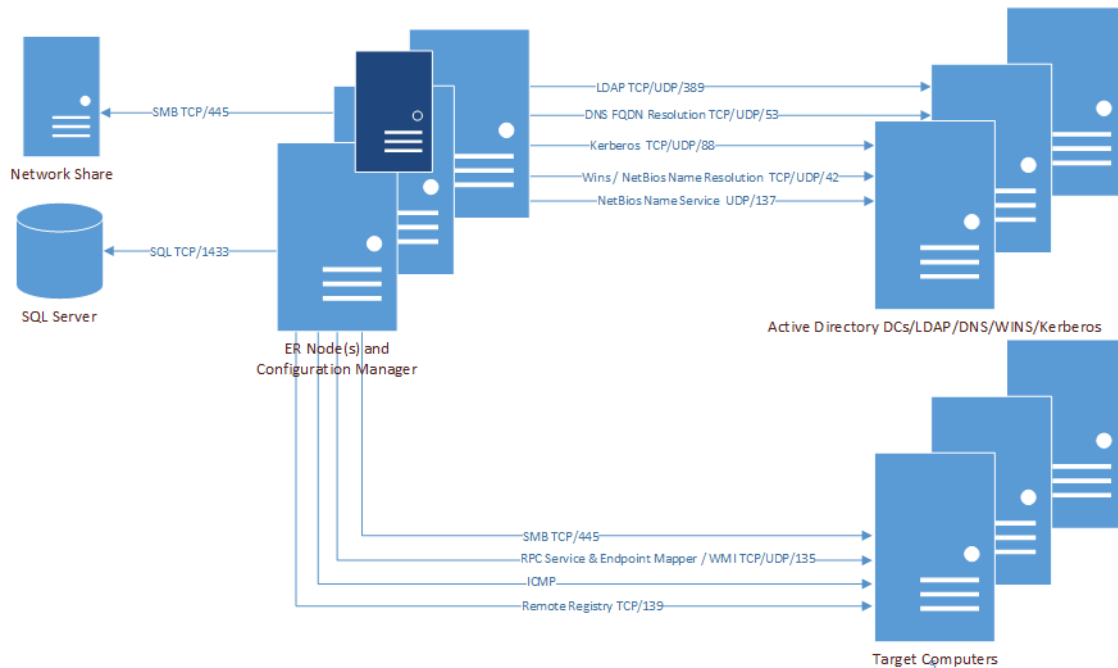 LDAP TCP/UDP/389
SMB TCP/445
DNS FQDN Resolution TCP/UDP/53
Kerberos TCP/UDP/88
Network Share
Wins / NetBios Name Resolution TCP/UDP/42
NetBios Name Service UDP/137
SQL TCP/1433
SQL Server
Active Directory DCs/LDAP/DNS/WINS/Kerberos
ER Node(s) and
Configuration Manager
SMB TCP/445
RPC Service & Endpoint Mapper / WMI TCP/UDP/135
ICMP
Remote Registry TCP/139
Target Computers